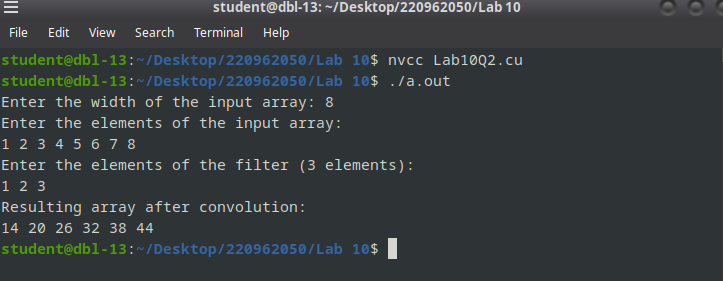 student@dbl-13: ~/Desktop/220962050/Lab 10
File Edit View Search Terminal Help
student@dbl-13:~/Desktop/220962050/Lab 10$ nvcc Lab10Q2.cu
student@dbl-13:~/Desktop/220962050/Lab 10$ ./a.out
Enter the width of the input array: 8
Enter the elements of the input array:
1 2 3 4 5 6 7 8
Enter the elements of the filter (3 elements):
1 2 3
Resulting array after convolution:
14 20 26 32 38 44
student@dbl-13:~/Desktop/220962050/Lab 10$